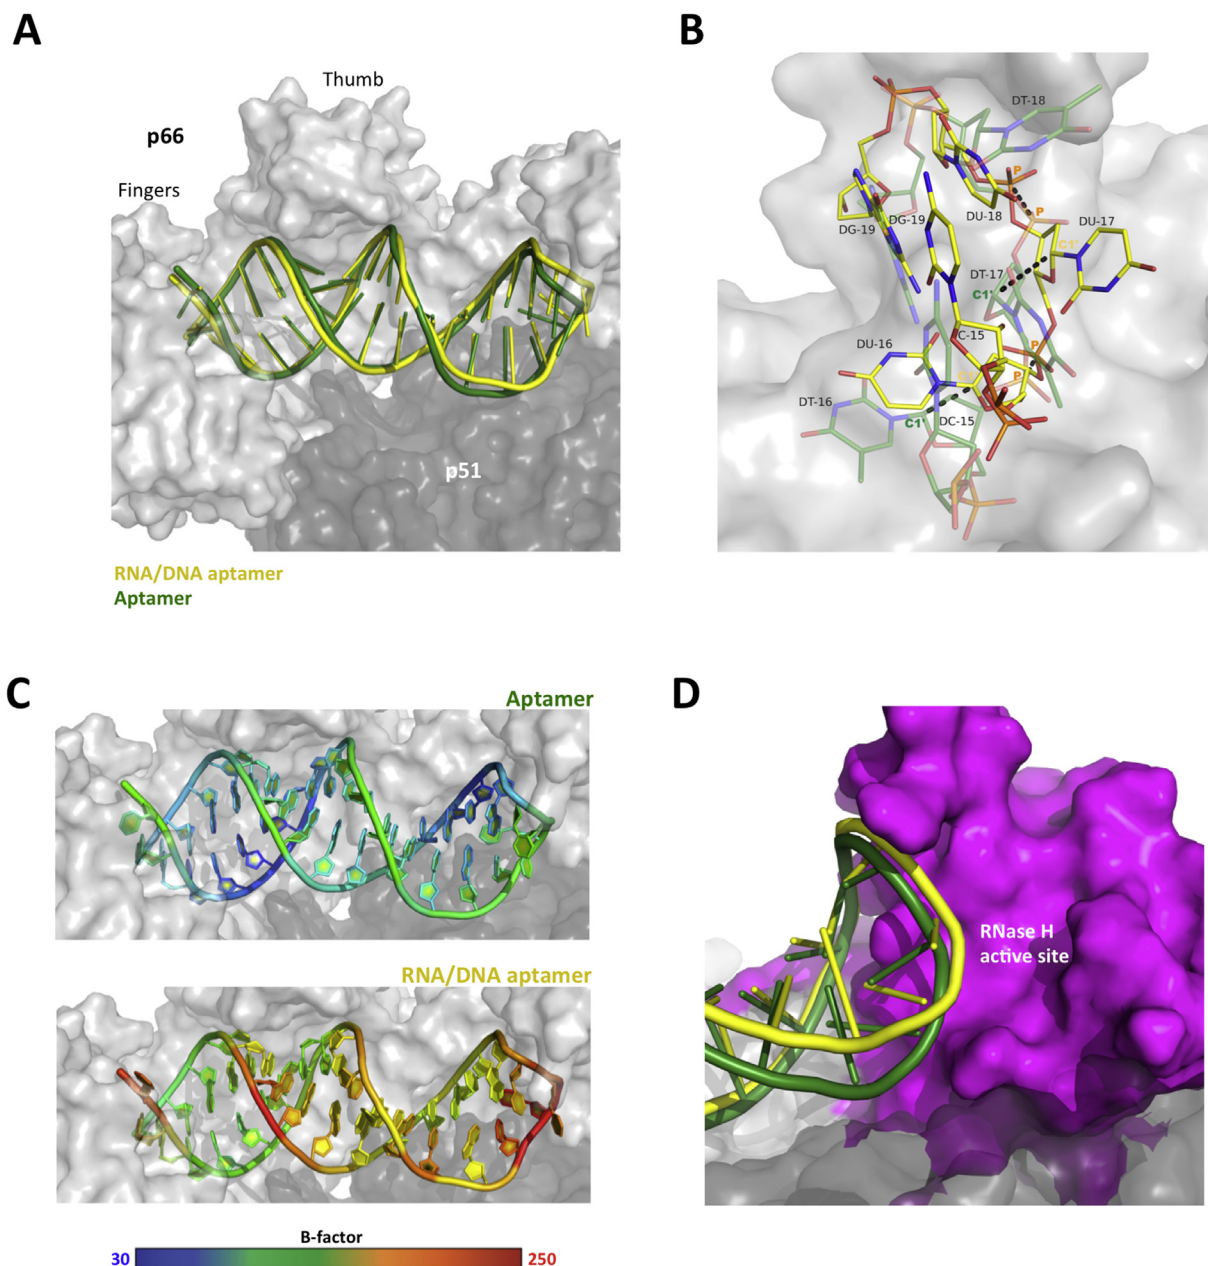 A
Thumb
p66
Fingers
p51
RNA/DNA aptamer
Aptamer
B
DT-18
P
DU-18
P
DU-17
DG-19
DG-19
C1'
DT-17
C1'
C-15
DU-16
P
P
DT-16
C1'
DC-15
C
Aptamer
RNA/DNA aptamer
B-factor
30
250
D
RNase H
active site